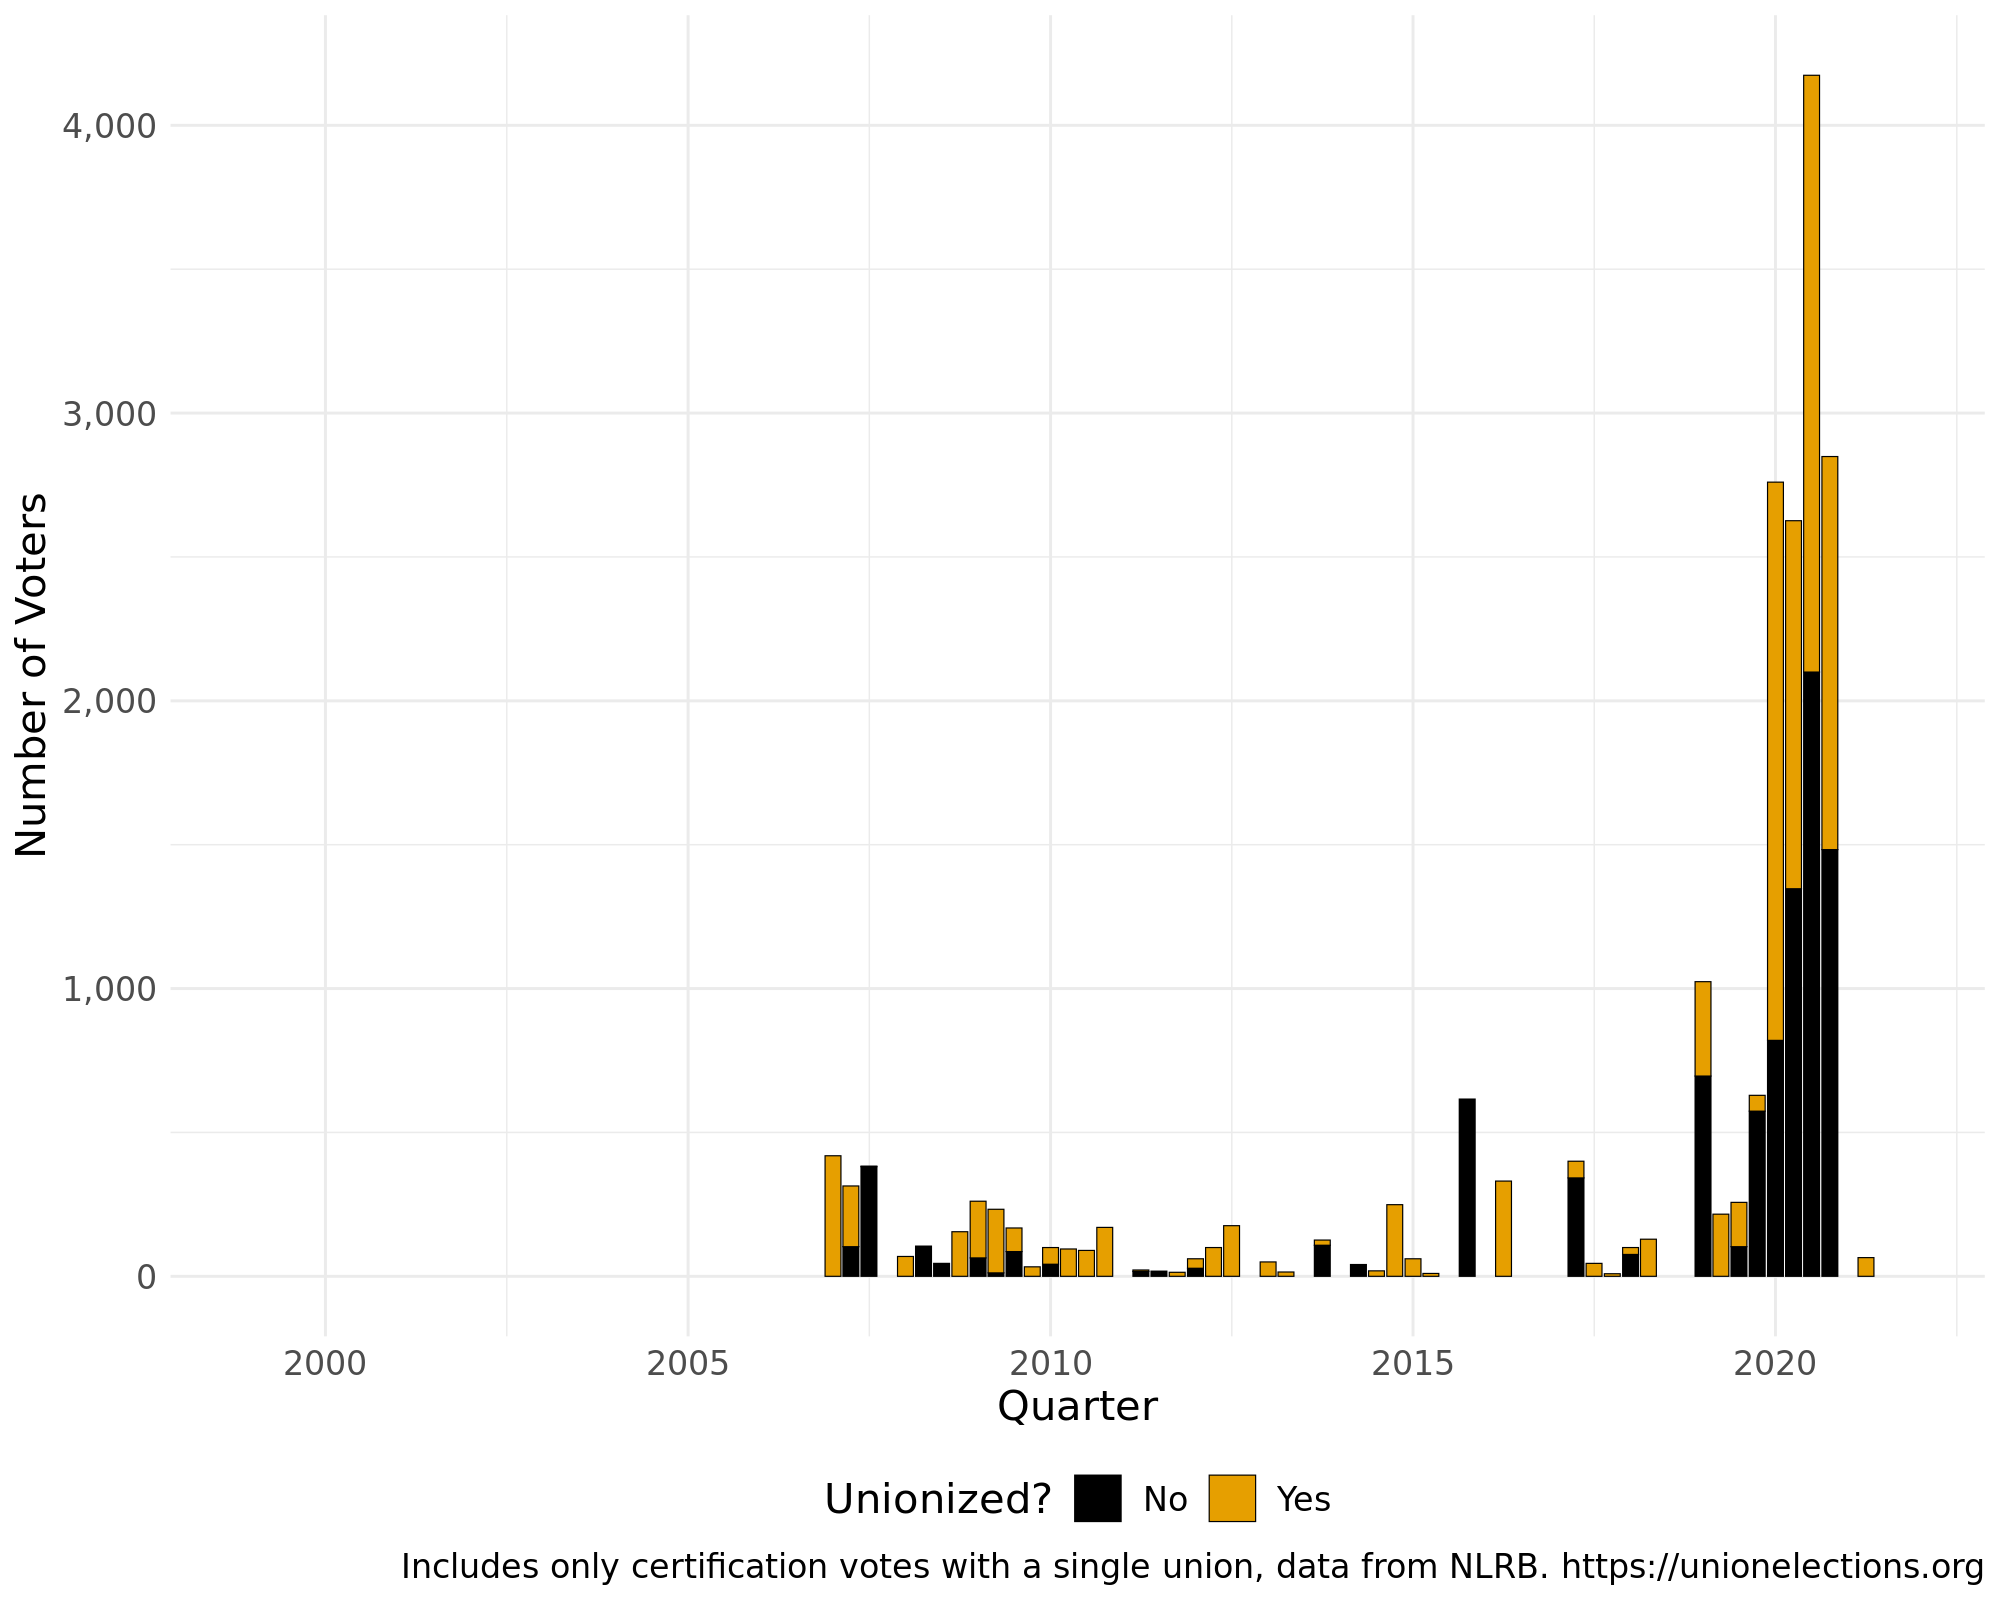 4,000
3,000
2,000
1,000
0
Number of Voters
2000 2005 2010 2015 2020
Quarter
Unionized? No Yes
Includes only certification votes with a single union, data from NLRB. https://unionelections.org